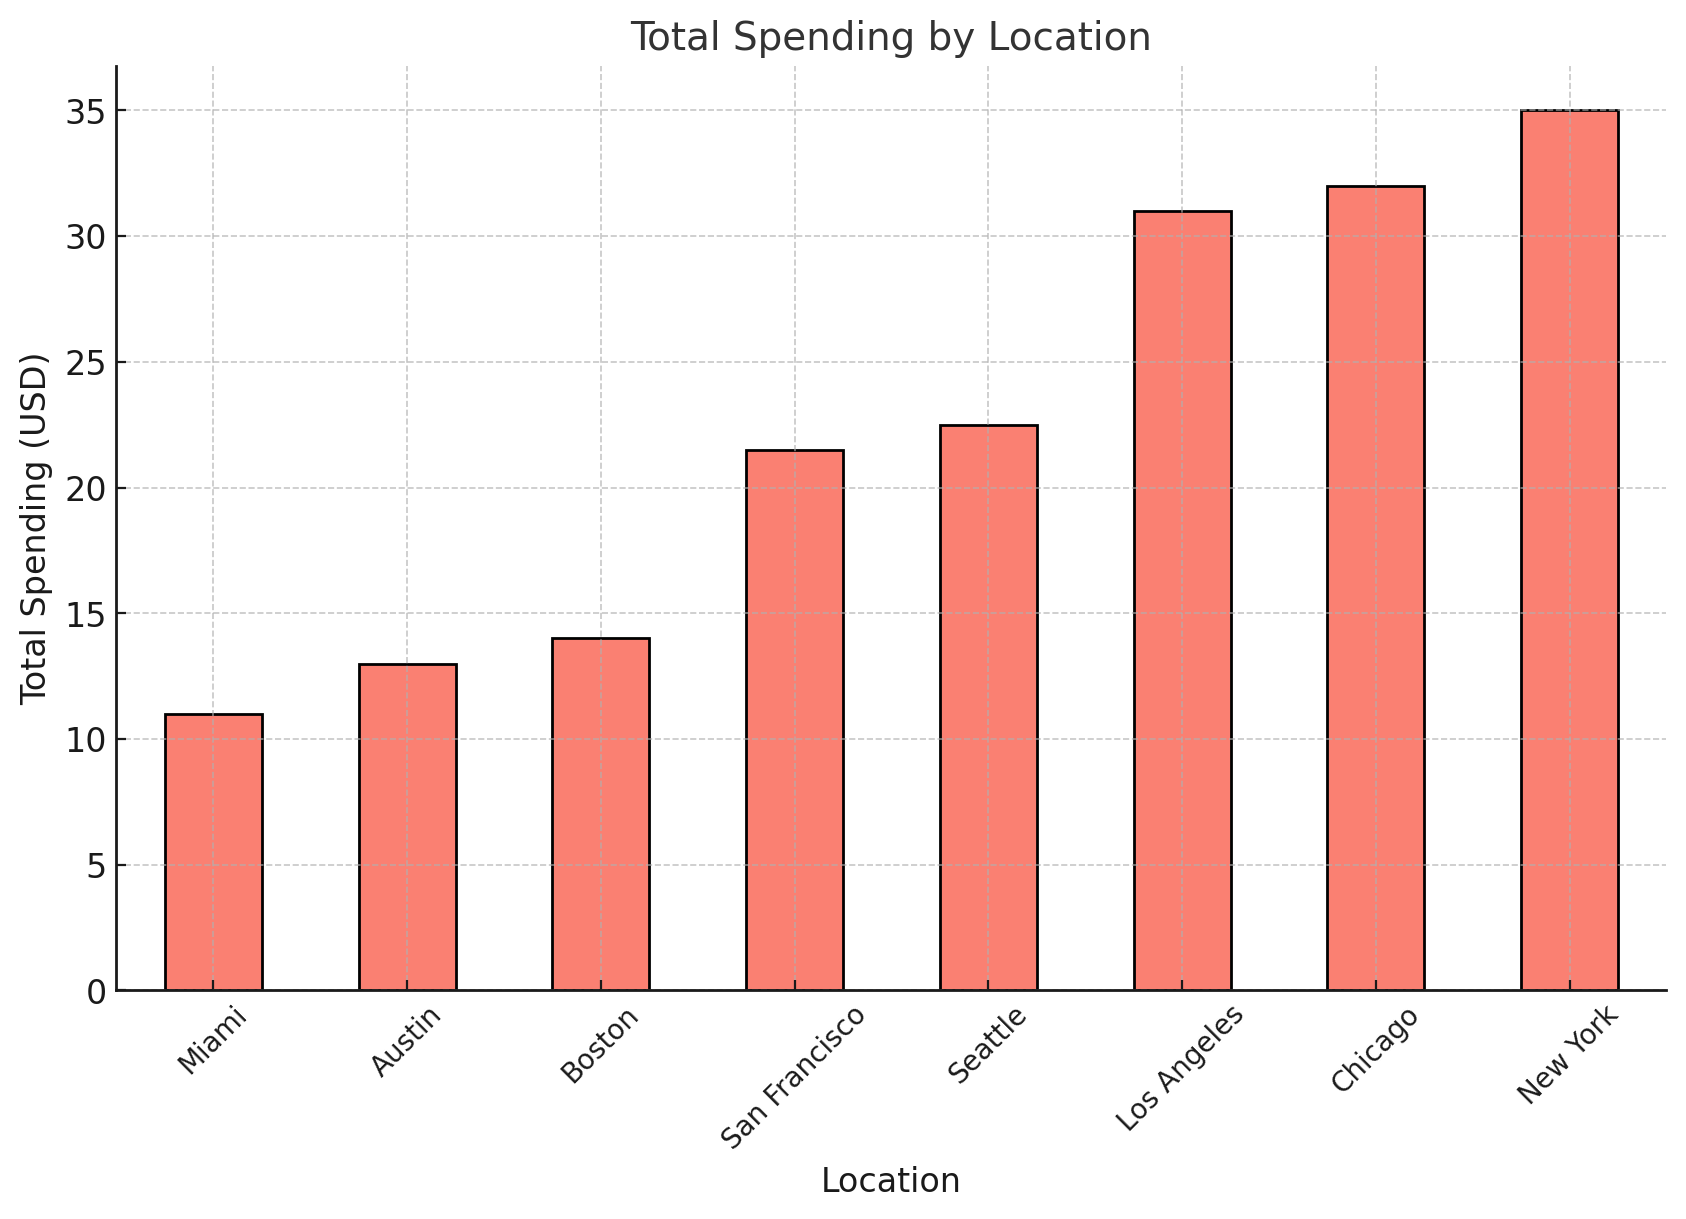 Total Spending by Location
Total Spending (USD)
35
30
25
20
15
10
5
0
Miami
Austin
Boston
San Francisco
Seattle
Los Angeles
Chicago
New York
Location